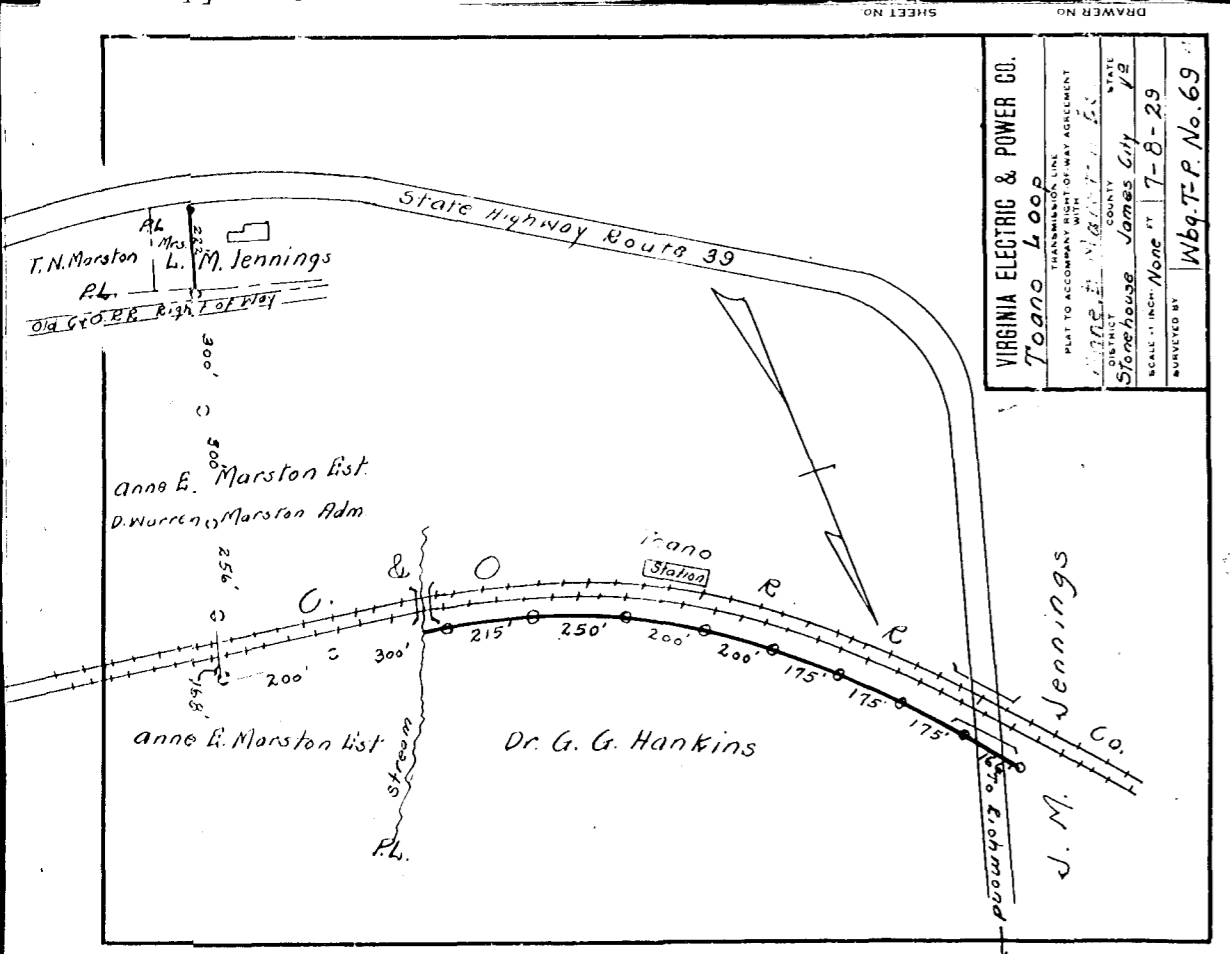 SHEET NO.
DRAWER NO.
VIRGINIA ELECTRIC & POWER CO.
Toano Loop
TRANSMISSION LINE
PLAT TO ACCOMPANY RIGHT-OF-WAY AGREEMENT
WITH
DISTRICT COUNTY STATE
Stonehouse James City Va
SCALE - 1 INCH None FT 7-8-29
SURVEYED BY Wbg. T-P. No. 69
State Highway Route 39
T. N. Marston
P.L.
222'
Mrs.
L. M. Jennings
P.L.
Old C&O.R.R. Right of Way
300'
300'
Anne E. Marston Est.
D. Warren Marston Adm
256'
C. & O R R Co.
Toano
Station
168'
200'
300'
215'
250'
200'
200'
175'
175'
175'
Anne E. Marston Est
Stream
P.L.
Dr. G. G. Hankins
To Richmond
J. M. Jennings